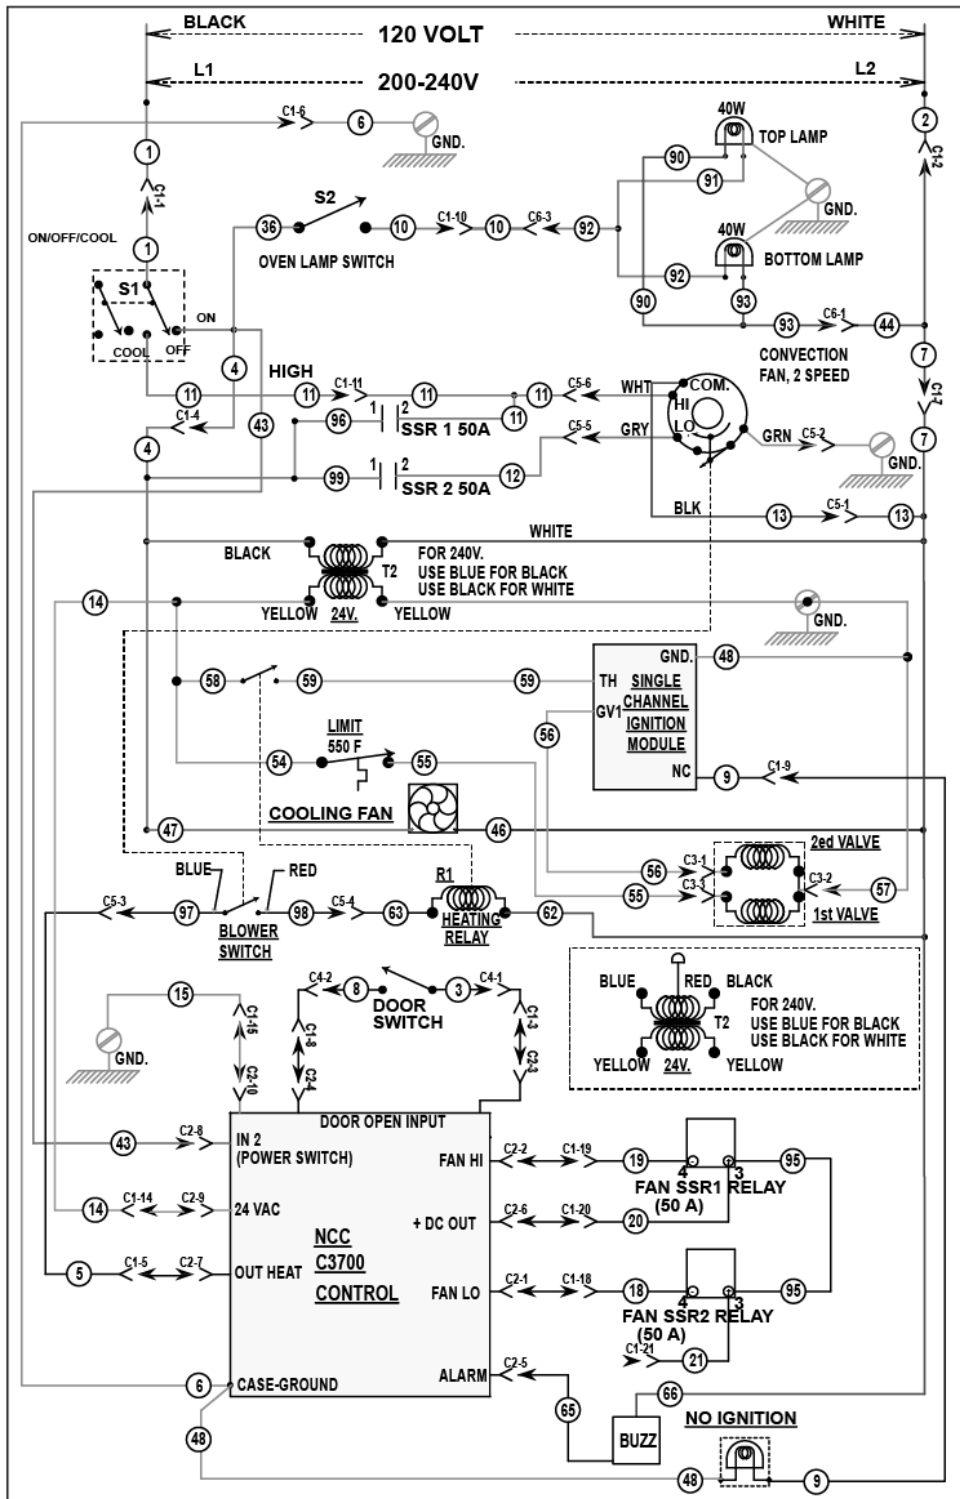 BLACK
WHITE
120 VOLT
L1
L2
200-240V
C1-6
6
GND.
40W
TOP LAMP
2
C1-2
1
C1-1
90
91
S2
GND.
ON/OFF/COOL
1
36
10
C1-10
10
C6-3
92
OVEN LAMP SWITCH
40W
BOTTOM LAMP
92
S1
90
93
ON
COOL
OFF
93
C6-1
44
4
CONVECTION
FAN, 2 SPEED
7
HIGH
C1-11
C5-6
WHT
COM.
C1-7
11
11
11
11
HI
C1-4
43
96
1
2
11
LO
SSR 1 50A
C5-5
GRY
GRN
C5-2
7
4
GND.
99
1
2
12
SSR 2 50A
BLK
C5-1
13
13
WHITE
BLACK
T2
FOR 240V.
USE BLUE FOR BLACK
USE BLACK FOR WHITE
14
YELLOW
24V.
YELLOW
GND.
GND.
48
58
59
59
TH
SINGLE
CHANNEL
IGNITION
MODULE
GV1
56
LIMIT
550 F
54
55
NC
9
C1-9
COOLING FAN
47
46
2ed VALVE
BLUE
RED
R1
56
C3-1
C3-2
C5-3
C5-4
55
C3-3
57
97
98
63
62
1st VALVE
BLOWER
SWITCH
HEATING
RELAY
C4-2
8
3
C4-1
DOOR
SWITCH
BLUE
RED
BLACK
15
C1-15
C1-8
C1-3
T2
FOR 240V.
USE BLUE FOR BLACK
USE BLACK FOR WHITE
GND.
C2-10
C2-4
C2-3
YELLOW
24V.
YELLOW
DOOR OPEN INPUT
43
C2-8
IN 2
(POWER SWITCH)
FAN HI
C2-2
C1-19
19
4
3
95
FAN SSR1 RELAY
(50 A)
14
C1-14
C2-9
24 VAC
+ DC OUT
C2-6
C1-20
20
NCC
C3700
CONTROL
5
C1-5
C2-7
OUT HEAT
FAN LO
C2-1
C1-18
18
4
3
95
FAN SSR2 RELAY
(50 A)
C1-21
21
ALARM
C2-5
6
CASE-GROUND
65
66
NO IGNITION
48
BUZZ
48
9